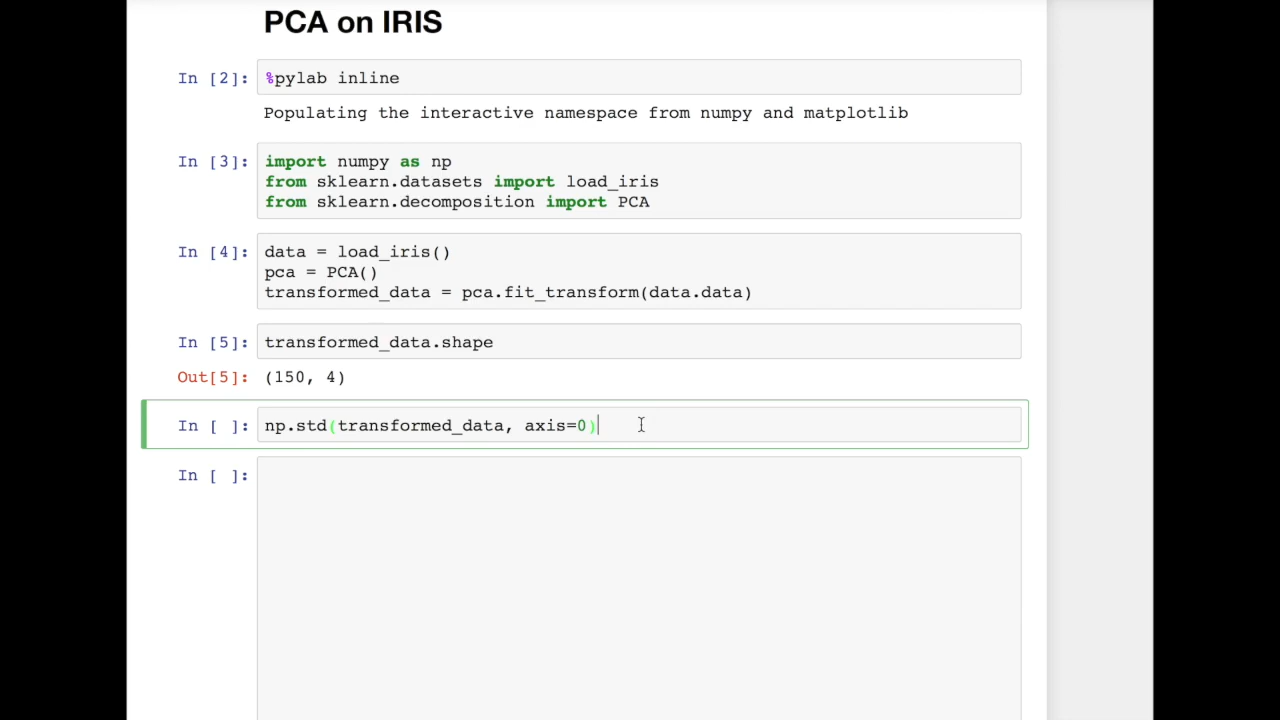 PCA on IRIS
In [2]: %pylab inline
Populating the interactive namespace from numpy and matplotlib
In [3]: import numpy as np
from sklearn.datasets import load_iris
from sklearn.decomposition import PCA
In [4]: data = load_iris()
pca = PCA()
transformed_data = pca.fit_transform(data.data)
In [5]: transformed_data.shape
Out[5]: (150, 4)
In [ ]: np.std(transformed_data, axis=0)
In [ ]: